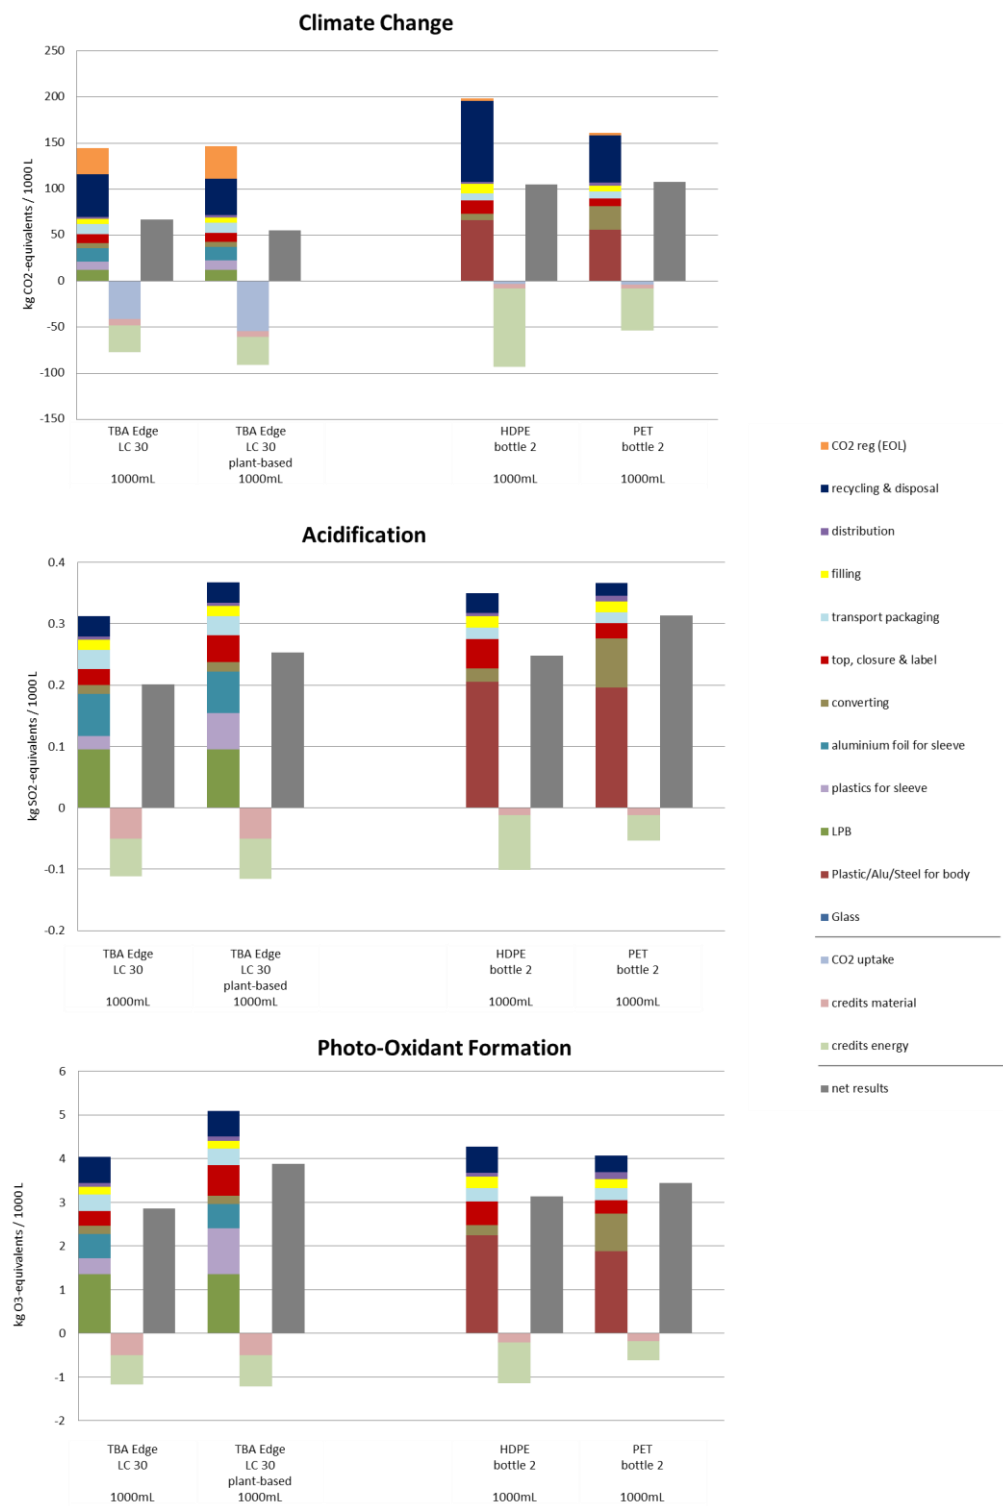 Climate Change
250
200
150
100
50
0
-50
-100
-150
kg CO2-equivalents / 1000 L
TBA Edge
LC 30
1000mL
TBA Edge
LC 30
plant-based
1000mL
HDPE
bottle 2
1000mL
PET
bottle 2
1000mL
Acidification
0.4
0.3
0.2
0.1
0
-0.1
-0.2
kg SO2-equivalents / 1000 L
TBA Edge
LC 30
1000mL
TBA Edge
LC 30
plant-based
1000mL
HDPE
bottle 2
1000mL
PET
bottle 2
1000mL
Photo-Oxidant Formation
6
5
4
3
2
1
0
-1
-2
kg O3-equivalents / 1000 L
TBA Edge
LC 30
1000mL
TBA Edge
LC 30
plant-based
1000mL
HDPE
bottle 2
1000mL
PET
bottle 2
1000mL
CO2 reg (EOL)
recycling & disposal
distribution
filling
transport packaging
top, closure & label
converting
aluminium foil for sleeve
plastics for sleeve
LPB
Plastic/Alu/Steel for body
Glass
CO2 uptake
credits material
credits energy
net results